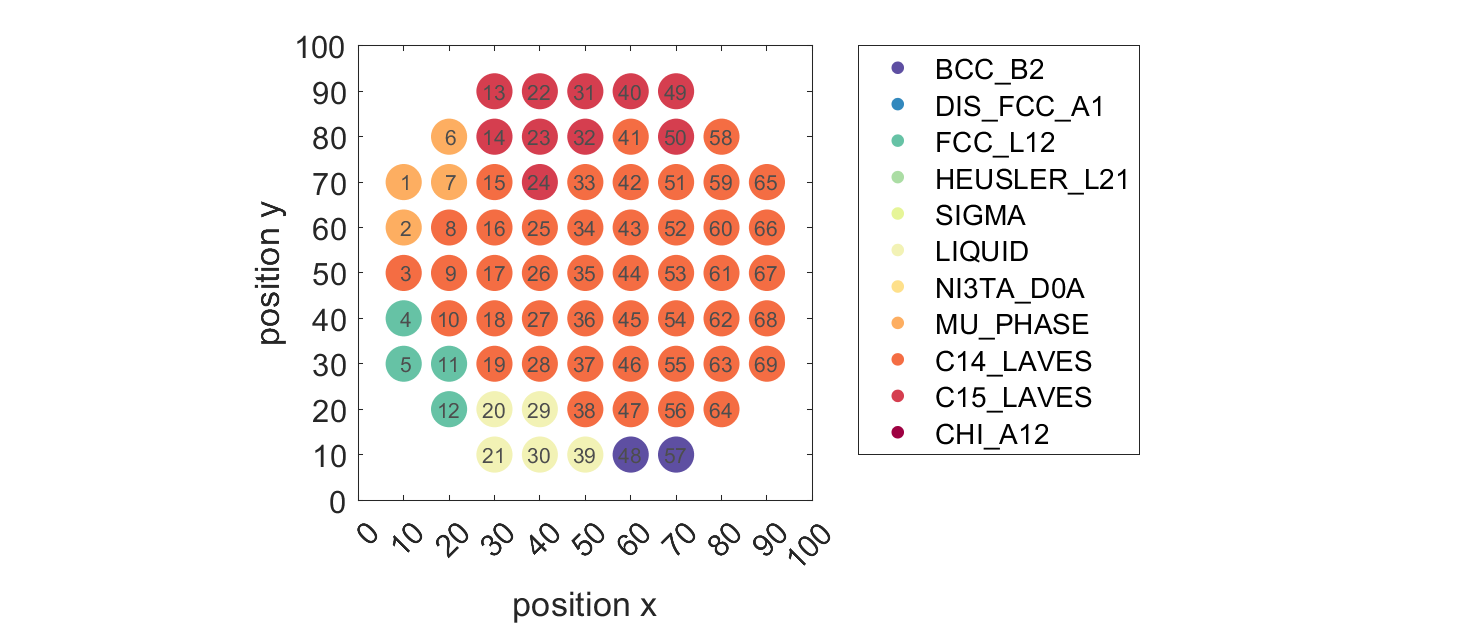 100
90 13 22 31 40 49
80 6 14 23 32 41 50 58
70 1 7 15 24 33 42 51 59 65
60 2 8 16 25 34 43 52 60 66
50 3 9 17 26 35 44 53 61 67
40 4 10 18 27 36 45 54 62 68
30 5 11 19 28 37 46 55 63 69
20 12 20 29 38 47 56 64
10 21 30 39 48 57
0
position y
0 10 20 30 40 50 60 70 80 90 100
position x
BCC_B2
DIS_FCC_A1
FCC_L12
HEUSLER_L21
SIGMA
LIQUID
NI3TA_D0A
MU_PHASE
C14_LAVES
C15_LAVES
CHI_A12